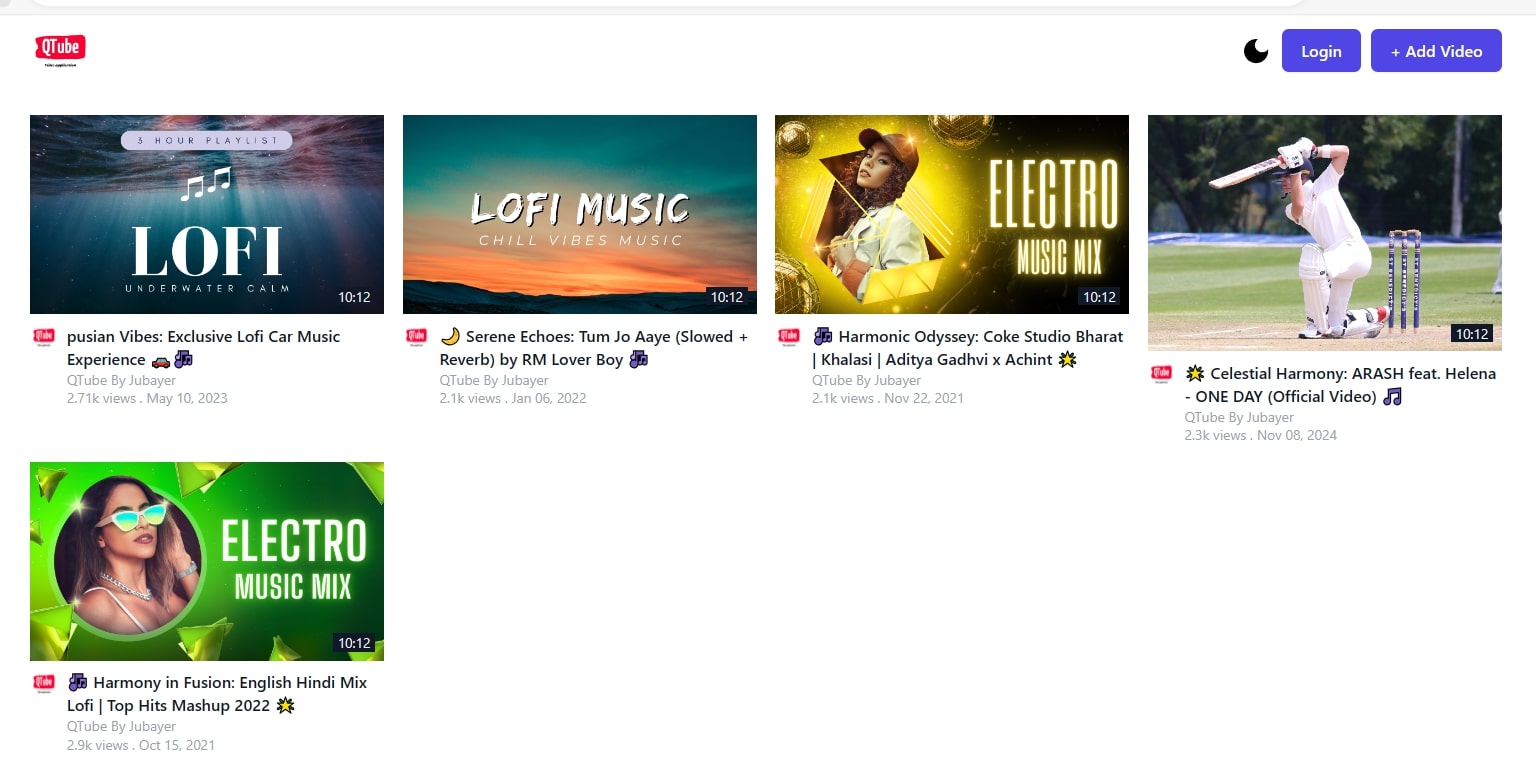 QTube
Login
+ Add Video
3 HOUR PLAYLIST
LOFI
UNDERWATER CALM
10:12
pusian Vibes: Exclusive Lofi Car Music
Experience 🚗🎶
QTube By Jubayer
2.71k views . May 10, 2023
LOFI MUSIC
CHILL VIBES MUSIC
10:12
🌙 Serene Echoes: Tum Jo Aaye (Slowed +
Reverb) by RM Lover Boy 🎶
QTube By Jubayer
2.1k views . Jan 06, 2022
ELECTRO
MUSIC MIX
10:12
🎶 Harmonic Odyssey: Coke Studio Bharat
| Khalasi | Aditya Gadhvi x Achint 🌟
QTube By Jubayer
2.1k views . Nov 22, 2021
10:12
🌟 Celestial Harmony: ARASH feat. Helena
- ONE DAY (Official Video) 🎵
QTube By Jubayer
2.3k views . Nov 08, 2024
ELECTRO
MUSIC MIX
10:12
🎶 Harmony in Fusion: English Hindi Mix
Lofi | Top Hits Mashup 2022 🌟
QTube By Jubayer
2.9k views . Oct 15, 2021